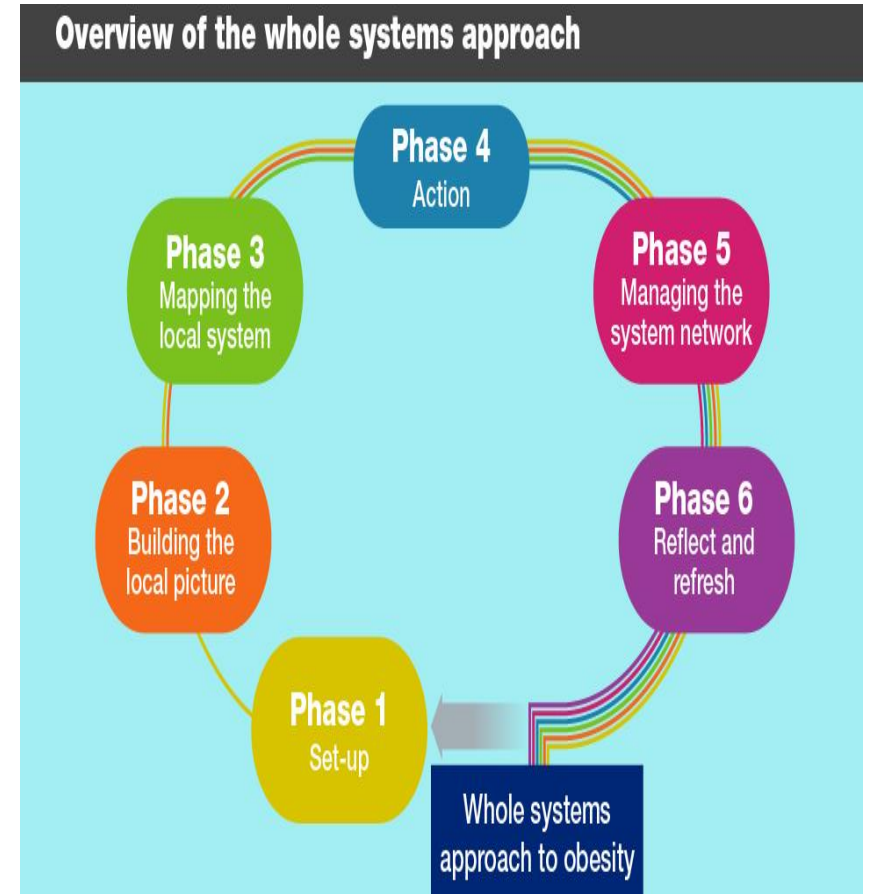 Overview of the whole systems approach
Phase 4
Action
Phase 3
Mapping the
local system
Phase 5
Managing the
system network
Phase 2
Building the
local picture
Phase 6
Reflect and
refresh
Phase 1
Set-up
Whole systems
approach to obesity